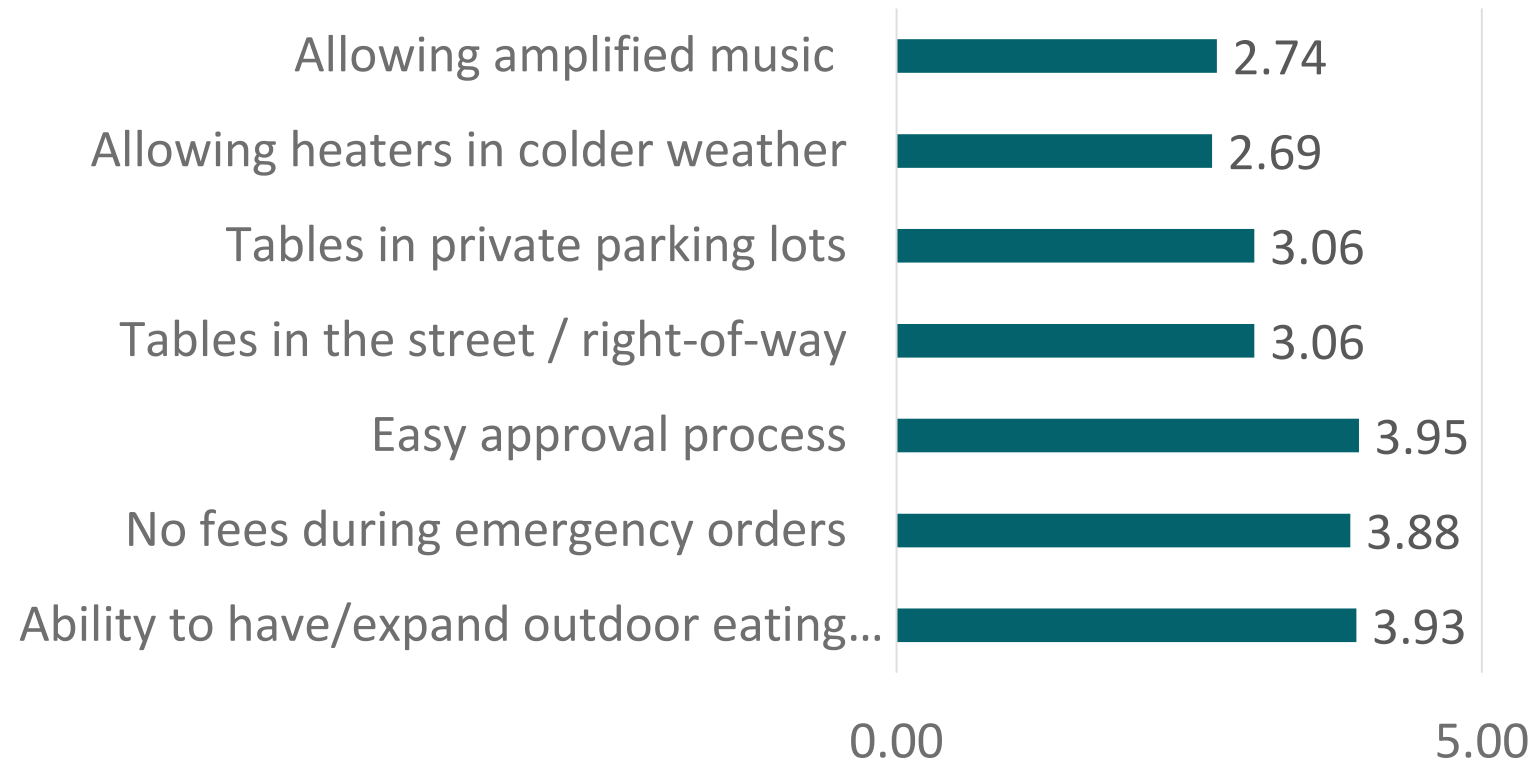 Allowing amplified music 2.74
Allowing heaters in colder weather 2.69
Tables in private parking lots 3.06
Tables in the street / right-of-way 3.06
Easy approval process 3.95
No fees during emergency orders 3.88
Ability to have/expand outdoor eating… 3.93
0.00 5.00